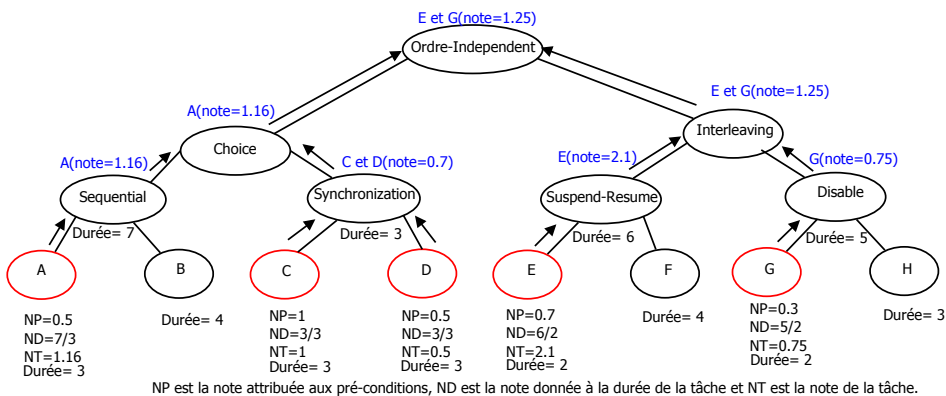 E et G(note=1.25)
Ordre-Independent
A(note=1.16)
E et G(note=1.25)
Choice
Interleaving
A(note=1.16)
C et D(note=0.7)
E(note=2.1)
G(note=0.75)
Sequential
Synchronization
Suspend-Resume
Disable
Durée= 7
Durée= 3
Durée= 6
Durée= 5
A
B
C
D
E
F
G
H
NP=0.5
ND=7/3
NT=1.16
Durée= 3
Durée= 4
NP=1
ND=3/3
NT=1
Durée= 3
NP=0.5
ND=3/3
NT=0.5
Durée= 3
NP=0.7
ND=6/2
NT=2.1
Durée= 2
Durée= 4
NP=0.3
ND=5/2
NT=0.75
Durée= 2
Durée= 3
NP est la note attribuée aux pré-conditions, ND est la note donnée à la durée de la tâche et NT est la note de la tâche.